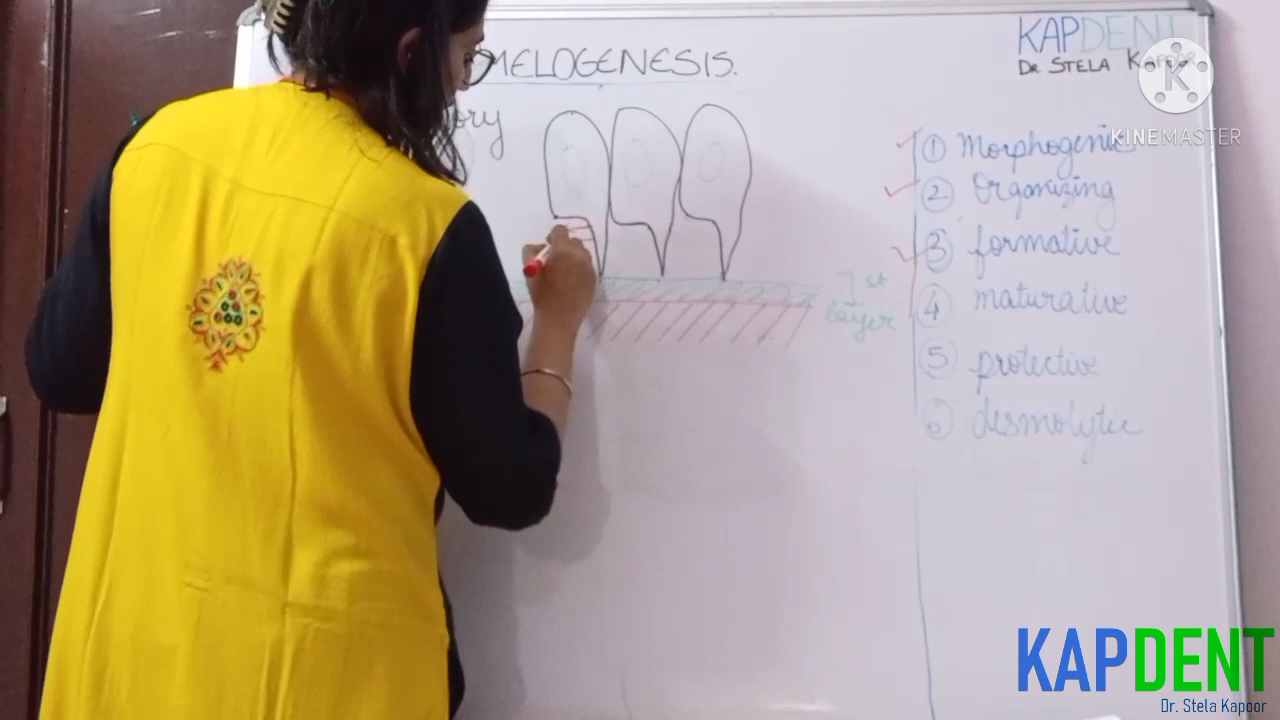 MELOGENESIS.
ory
KAPDENT
DR. STELA
KINEMASTER
① Morphogenic
② Organizing
③ formative
④ maturative
⑤ protective
⑥ desmolytic
1st
layer
KAPDENT
Dr. Stela Kapoor